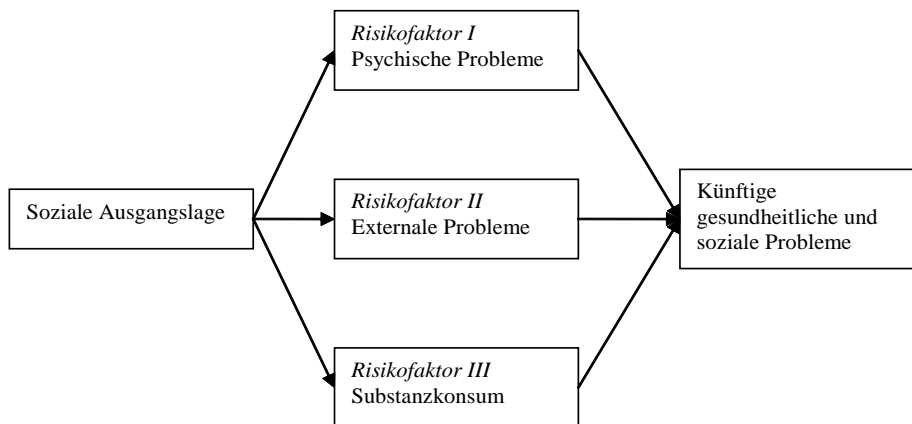 Risikofaktor I
Psychische Probleme
Soziale Ausgangslage
Risikofaktor II
Externale Probleme
Künftige
gesundheitliche und
soziale Probleme
Risikofaktor III
Substanzkonsum